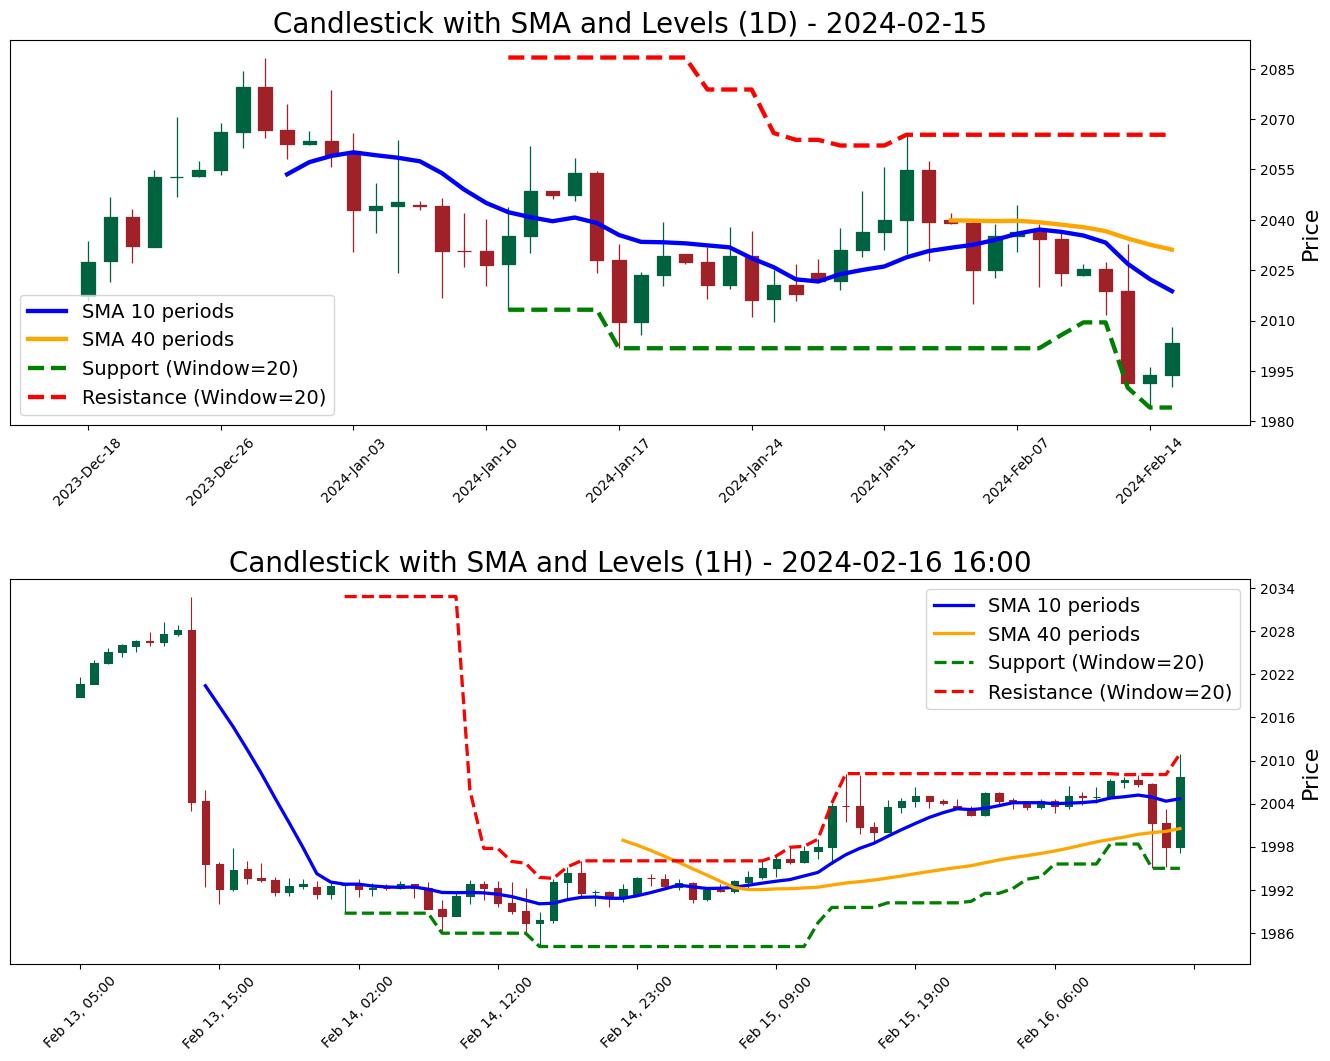 Candlestick with SMA and Levels (1D) - 2024-02-15
2085
2070
2055
2040
2025
2010
1995
1980
Price
SMA 10 periods
SMA 40 periods
Support (Window=20)
Resistance (Window=20)
2023-Dec-18
2023-Dec-26
2024-Jan-03
2024-Jan-10
2024-Jan-17
2024-Jan-24
2024-Jan-31
2024-Feb-07
2024-Feb-14
Candlestick with SMA and Levels (1H) - 2024-02-16 16:00
SMA 10 periods
SMA 40 periods
Support (Window=20)
Resistance (Window=20)
2034
2028
2022
2016
2010
2004
1998
1992
1986
Price
Feb 13, 05:00
Feb 13, 15:00
Feb 14, 02:00
Feb 14, 12:00
Feb 14, 23:00
Feb 15, 09:00
Feb 15, 19:00
Feb 16, 06:00